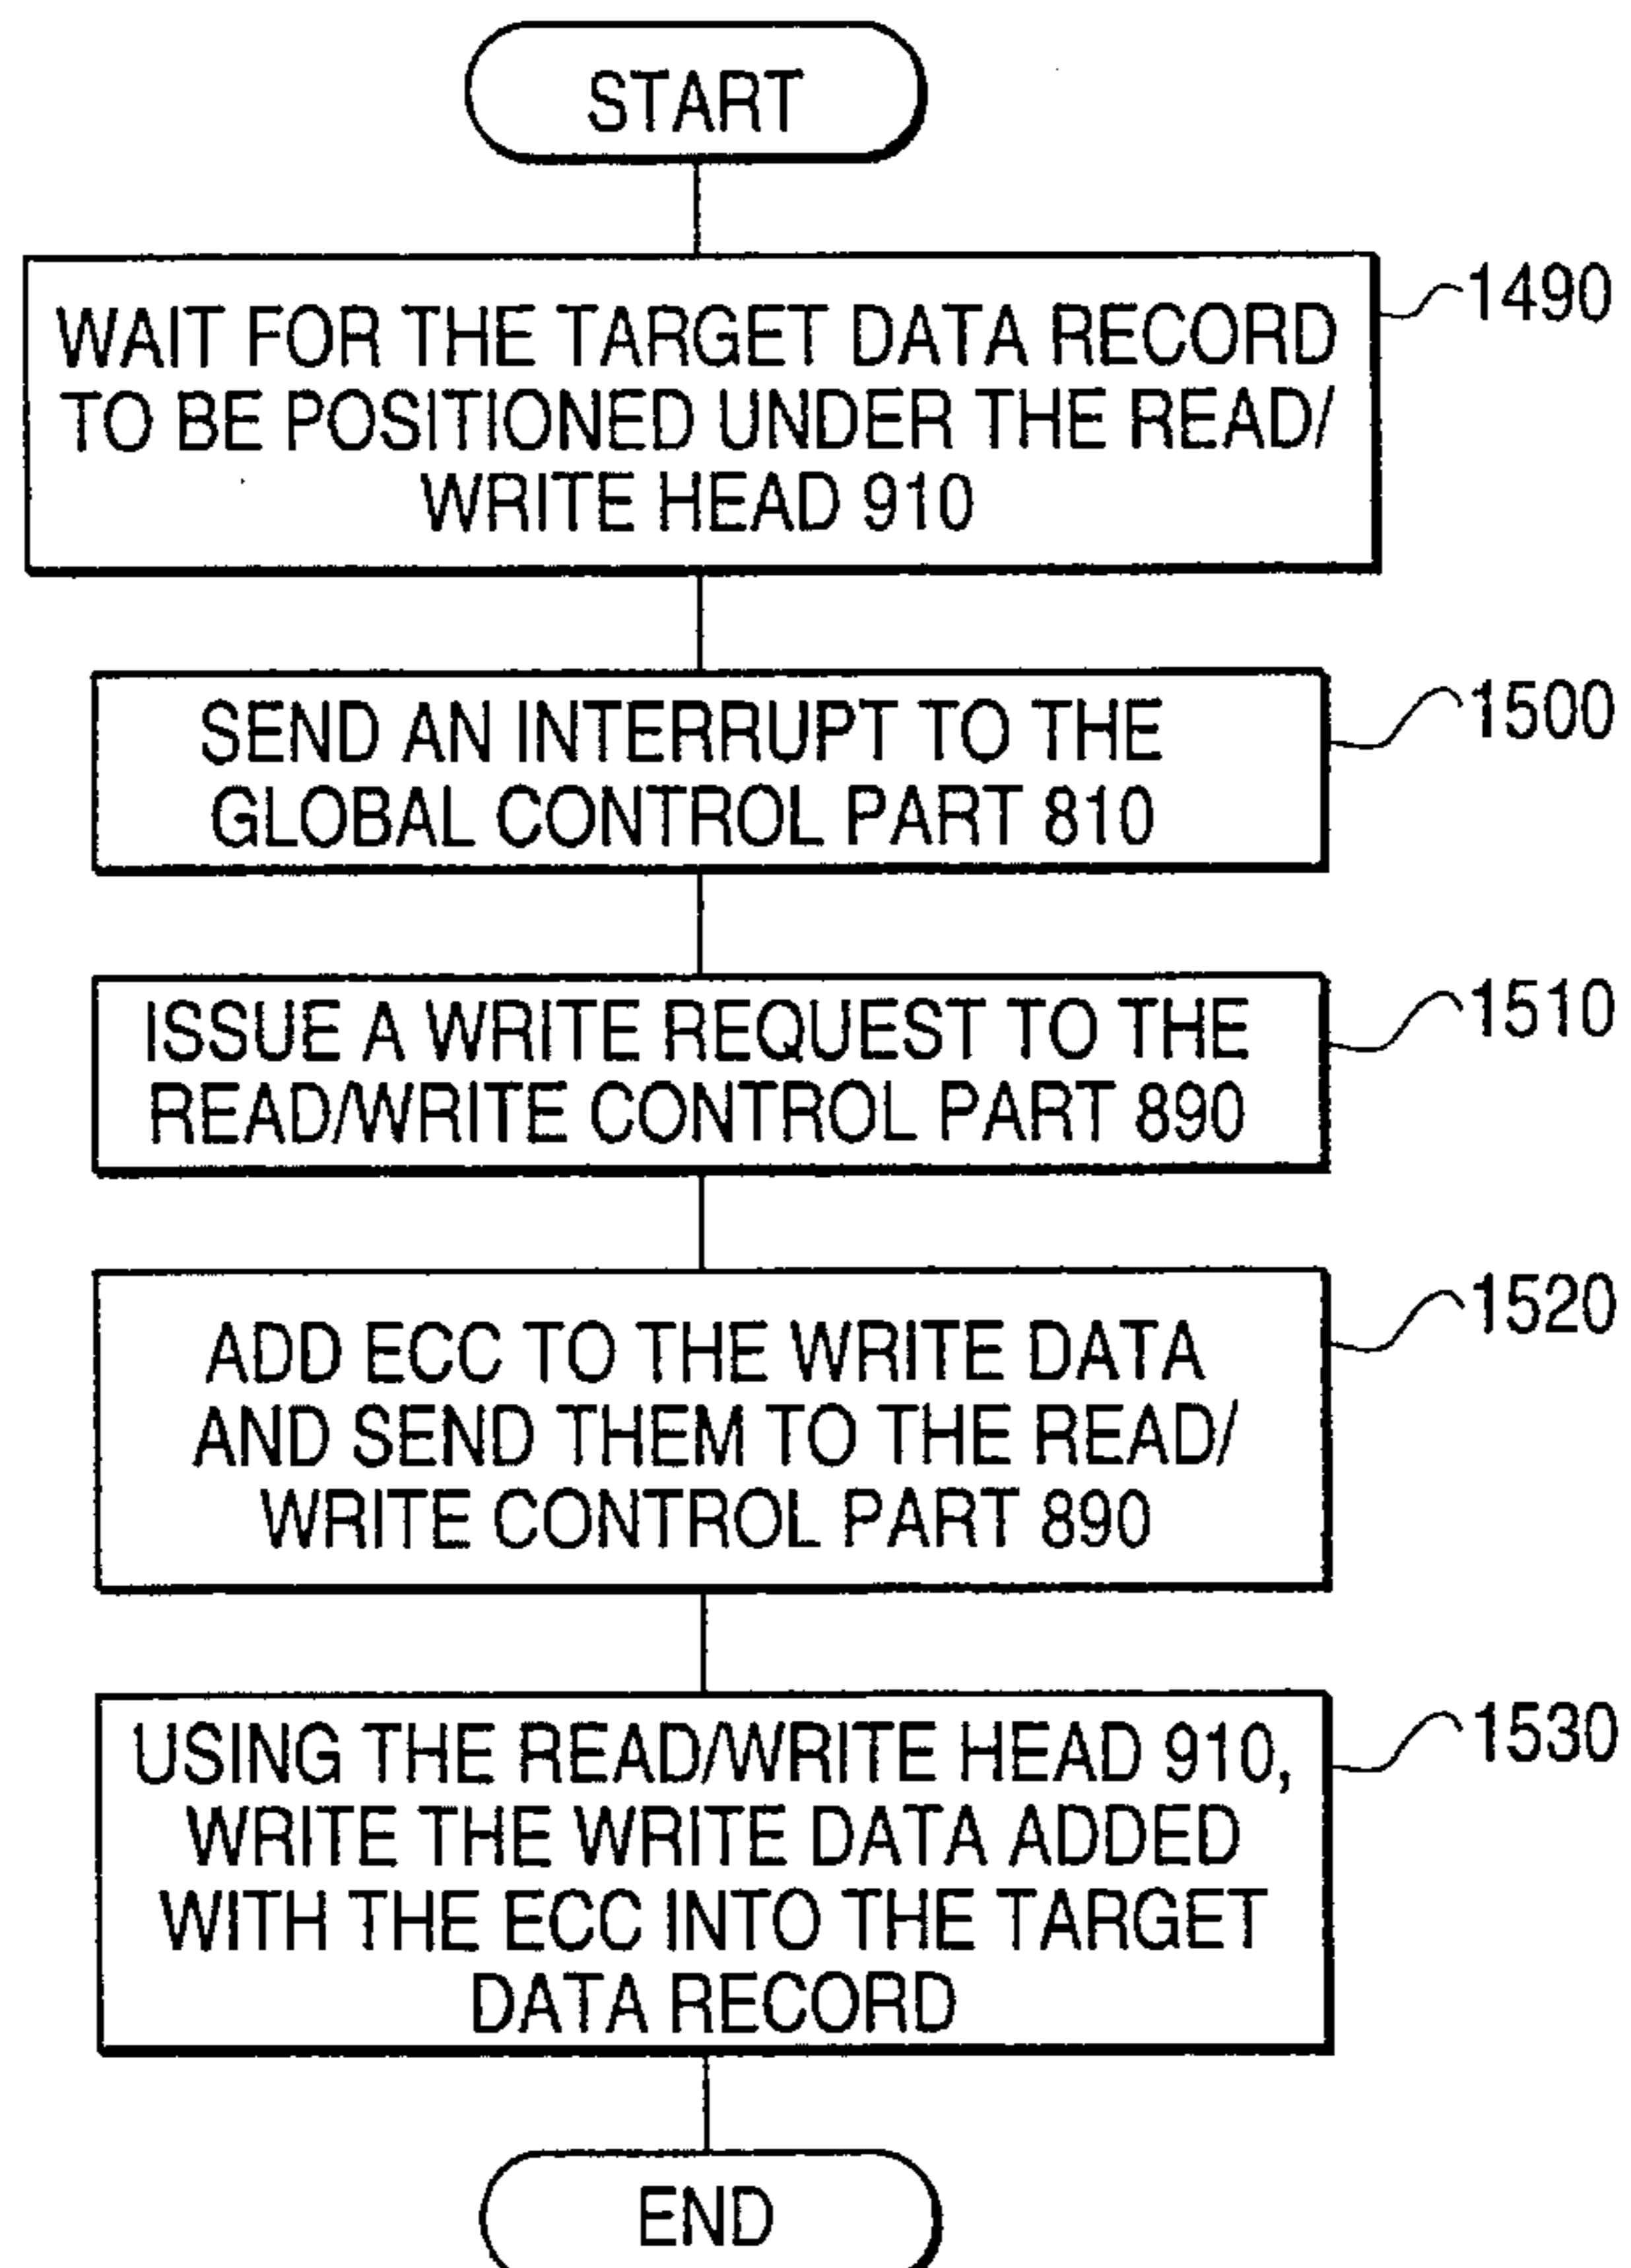 START
WAIT FOR THE TARGET DATA RECORD
TO BE POSITIONED UNDER THE READ/
WRITE HEAD 910
1490
SEND AN INTERRUPT TO THE
GLOBAL CONTROL PART 810
1500
ISSUE A WRITE REQUEST TO THE
READ/WRITE CONTROL PART 890
1510
ADD ECC TO THE WRITE DATA
AND SEND THEM TO THE READ/
WRITE CONTROL PART 890
1520
USING THE READ/WRITE HEAD 910,
WRITE THE WRITE DATA ADDED
WITH THE ECC INTO THE TARGET
DATA RECORD
1530
END